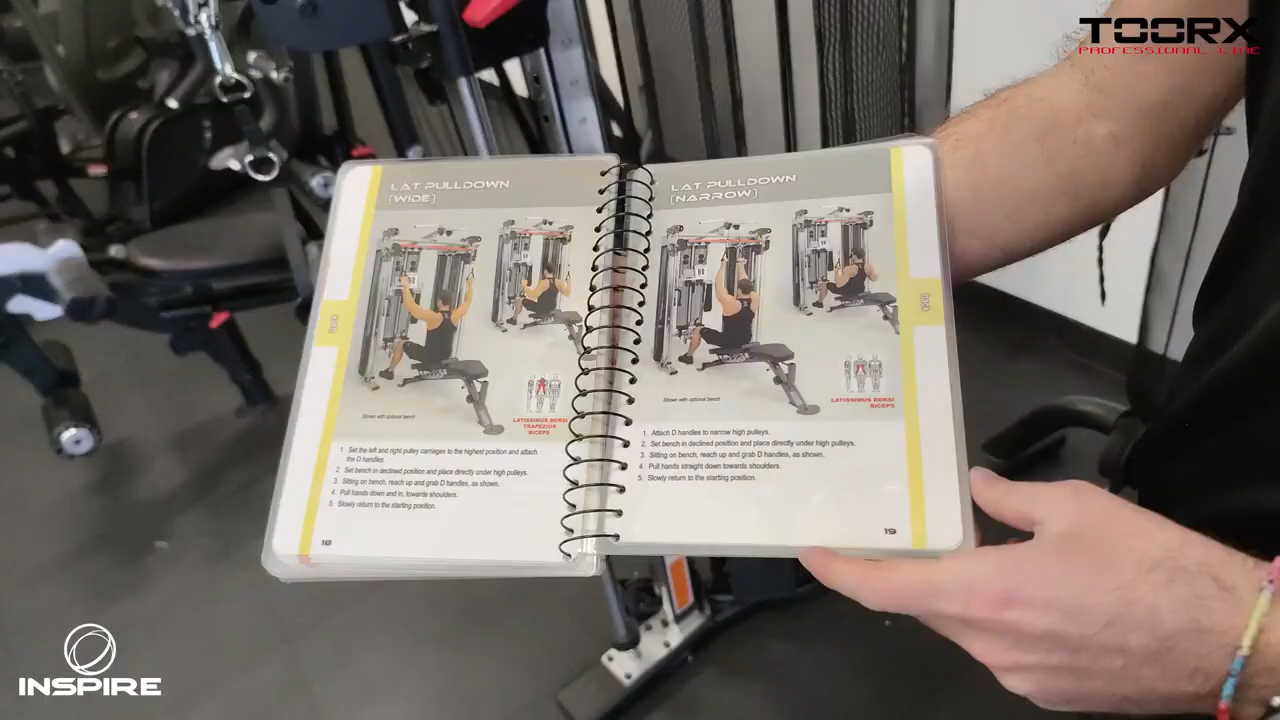 TOORX
PROFESSIONAL LINE
LAT PULLDOWN
(WIDE)
Back
Shown with optional bench
LATISSIMUS DORSI
TRAPEZIUS
BICEPS
1. Set the left and right pulley carriages to the highest position and attach
the D handles.
2. Set bench in declined position and place directly under high pulleys.
3. Sitting on bench, reach up and grab D handles, as shown.
4. Pull hands down and in, towards shoulders.
5. Slowly return to the starting position.
18
LAT PULLDOWN
(NARROW)
Back
Shown with optional bench
LATISSIMUS DORSI
BICEPS
1. Attach D handles to narrow high pulleys.
2. Set bench in declined position and place directly under high pulleys.
3. Sitting on bench, reach up and grab D handles, as shown.
4. Pull hands straight down towards shoulders.
5. Slowly return to the starting position.
19
INSPIRE